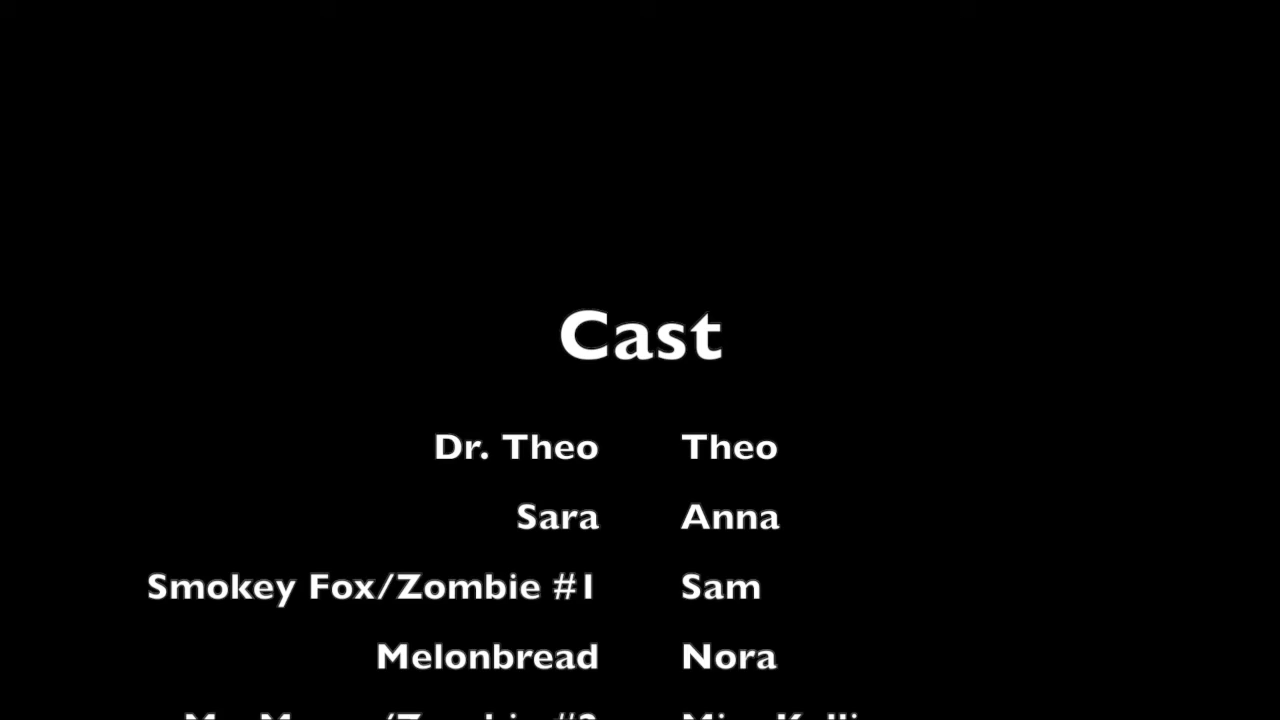 Cast
Dr. Theo Theo
Sara Anna
Smokey Fox/Zombie #1 Sam
Melonbread Nora